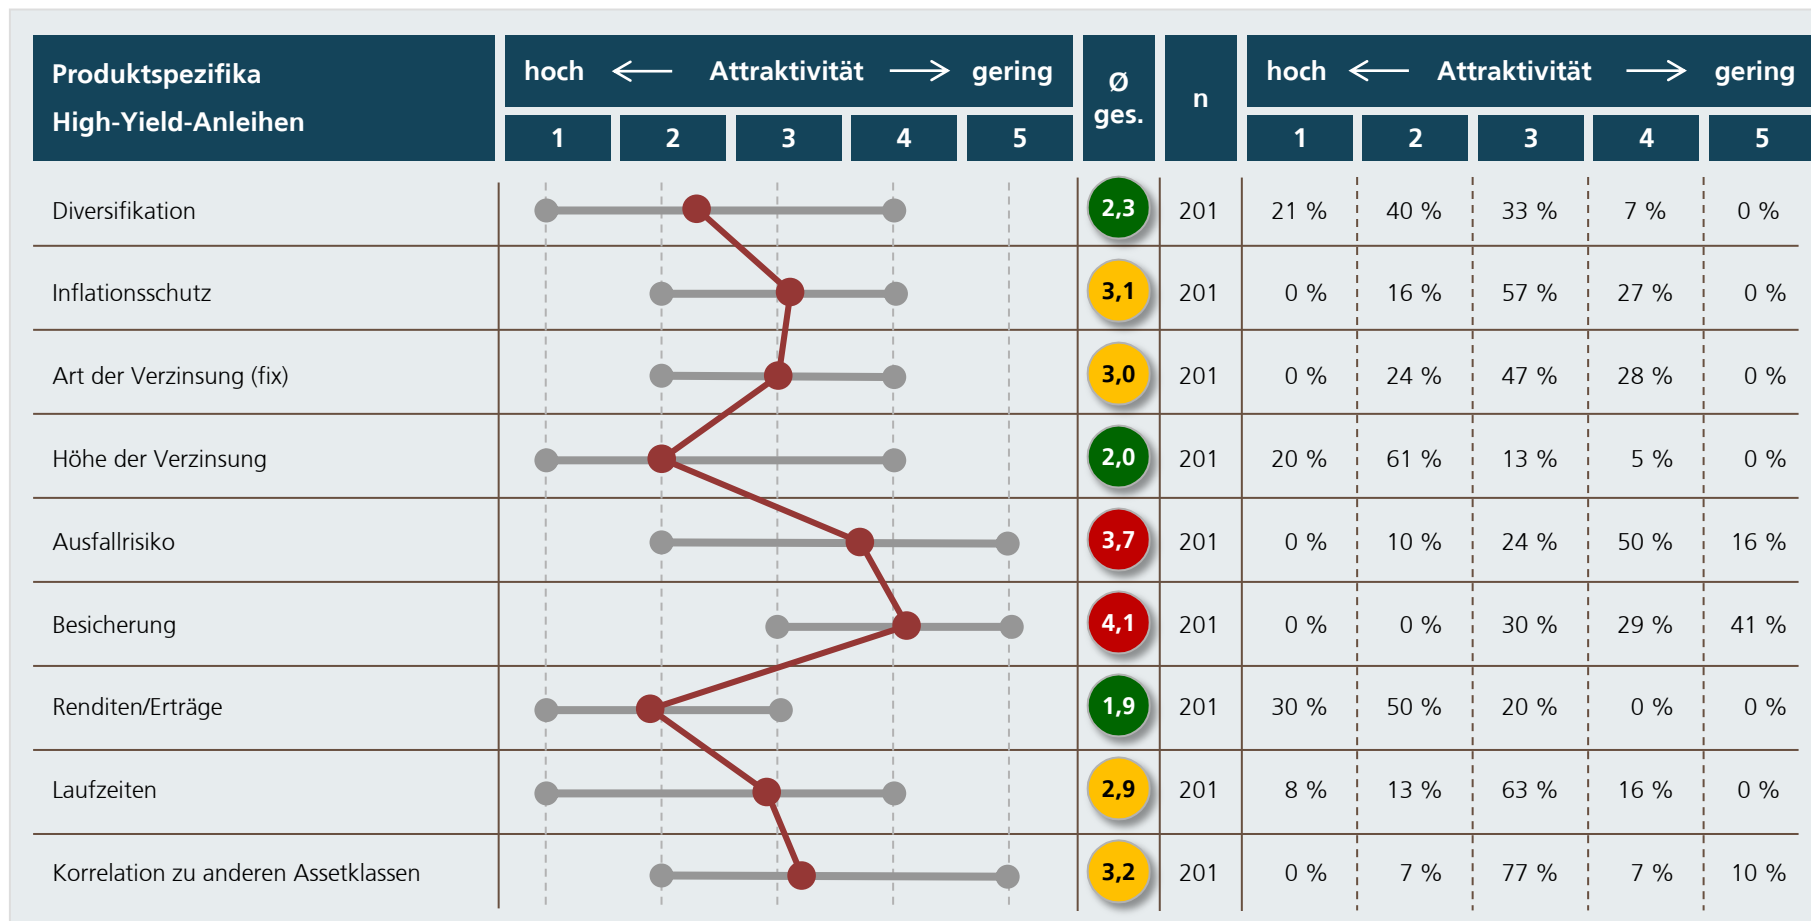 Produktspezifika
High-Yield-Anleihen
hoch ← Attraktivität → gering
Ø ges.
n
hoch ← Attraktivität → gering
1 2 3 4 5
1 2 3 4 5
Diversifikation 2,3 201 21 % 40 % 33 % 7 % 0 %
Inflationsschutz 3,1 201 0 % 16 % 57 % 27 % 0 %
Art der Verzinsung (fix) 3,0 201 0 % 24 % 47 % 28 % 0 %
Höhe der Verzinsung 2,0 201 20 % 61 % 13 % 5 % 0 %
Ausfallrisiko 3,7 201 0 % 10 % 24 % 50 % 16 %
Besicherung 4,1 201 0 % 0 % 30 % 29 % 41 %
Renditen/Erträge 1,9 201 30 % 50 % 20 % 0 % 0 %
Laufzeiten 2,9 201 8 % 13 % 63 % 16 % 0 %
Korrelation zu anderen Assetklassen 3,2 201 0 % 7 % 77 % 7 % 10 %